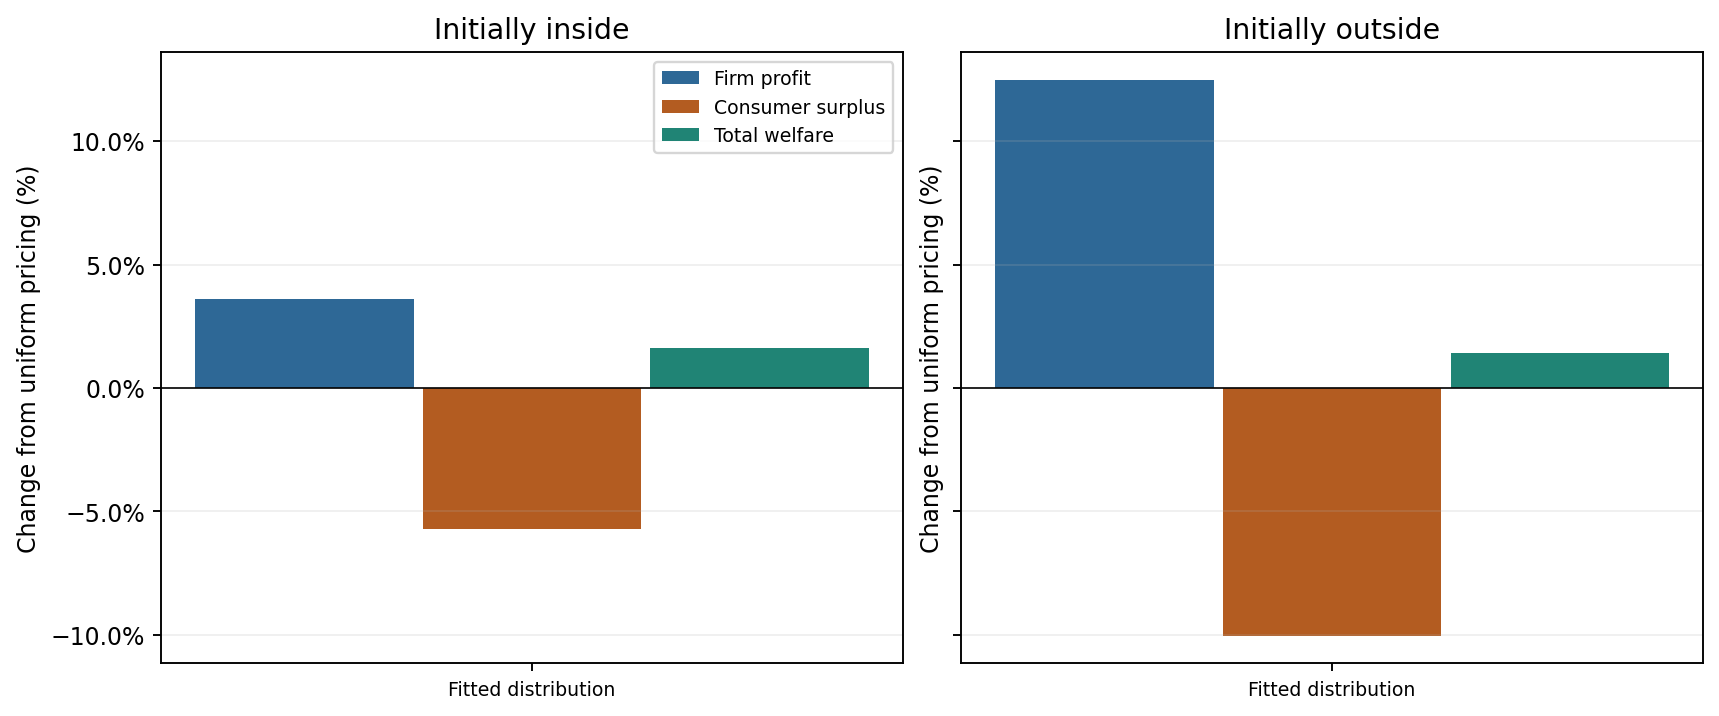 Initially inside
Change from uniform pricing (%)
10.0%
5.0%
0.0%
−5.0%
−10.0%
Firm profit
Consumer surplus
Total welfare
Fitted distribution
Initially outside
Change from uniform pricing (%)
Fitted distribution